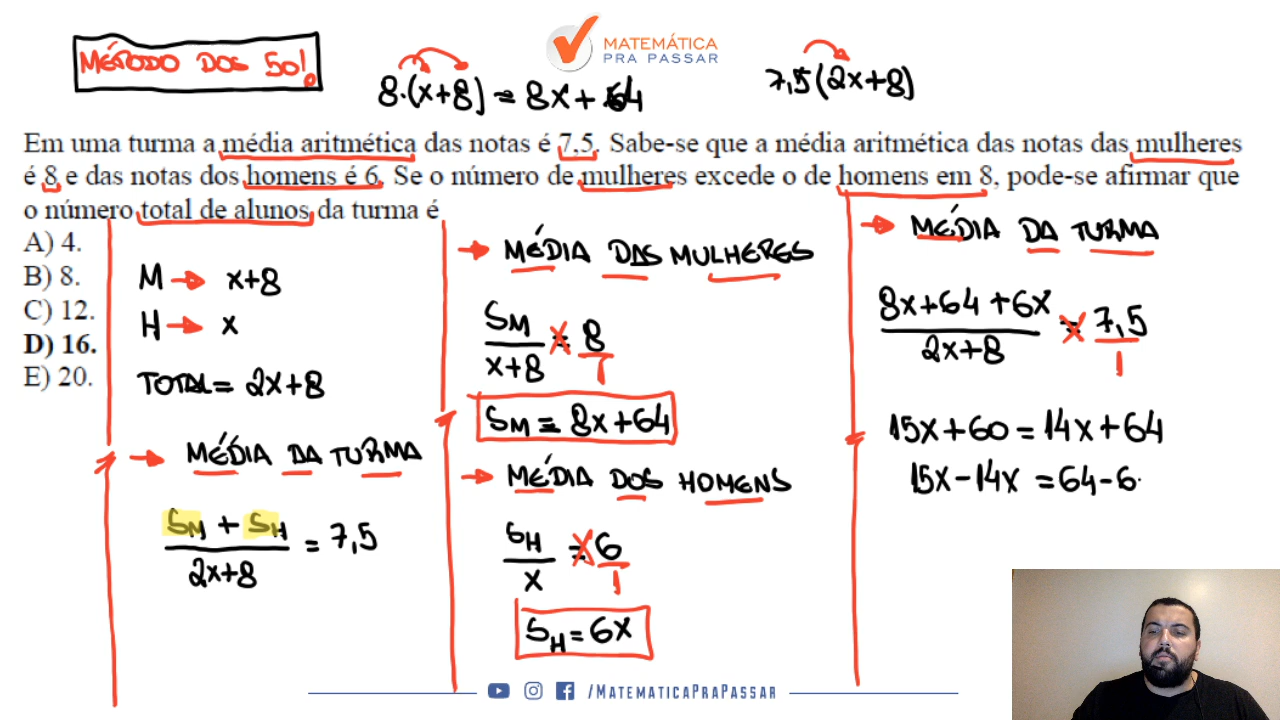 MÉTODO DOS 50!
MATEMÁTICA
PRA PASSAR
8.(x+8) = 8x+64
7,5(2x+8)
Em uma turma a média aritmética das notas é 7,5. Sabe-se que a média aritmética das notas das mulheres
é 8 e das notas dos homens é 6. Se o número de mulheres excede o de homens em 8, pode-se afirmar que
o número total de alunos da turma é
A) 4.
B) 8.
C) 12.
D) 16.
E) 20.
M → x+8
H → x
TOTAL = 2x+8
→ MÉDIA DA TURMA
SM + SH
2x+8
= 7,5
→ MÉDIA DAS MULHERES
SM
x+8
= 8
1
SM = 8x+64
→ MÉDIA DOS HOMENS
SH
x
= 6
1
SH = 6x
→ MÉDIA DA TURMA
8x+64+6x
2x+8
= 7,5
1
15x+60 = 14x+64
15x-14x = 64-6
/MATEMATICAPRAPASSAR